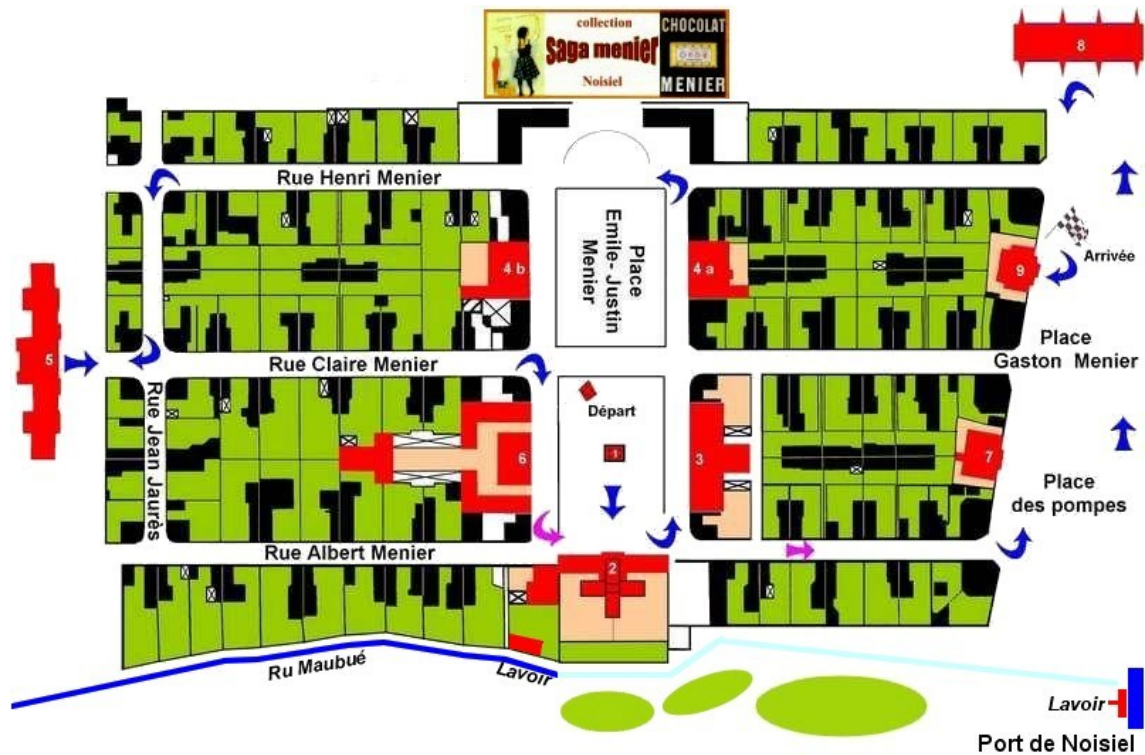 collection
saga menier
Noisiel
CHOCOLAT
MENIER
8
Rue Henri Menier
Place
Emile- Justin
Menier
4 b
4 a
9
Arrivée
5
Place
Gaston Menier
Rue Claire Menier
Rue Jean Jaurès
Départ
1
6
3
7
Place
des pompes
Rue Albert Menier
2
Ru Maubué
Lavoir
Lavoir
Port de Noisiel